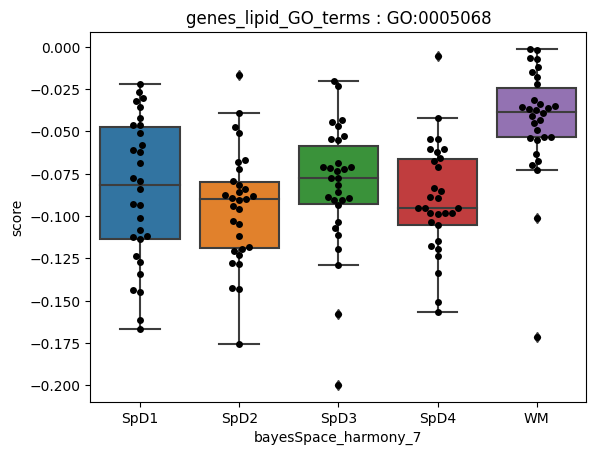 genes_lipid_GO_terms : GO:0005068
0.000
−0.025
−0.050
−0.075
−0.100
−0.125
−0.150
−0.175
−0.200
score
SpD1 SpD2 SpD3 SpD4 WM
bayesSpace_harmony_7